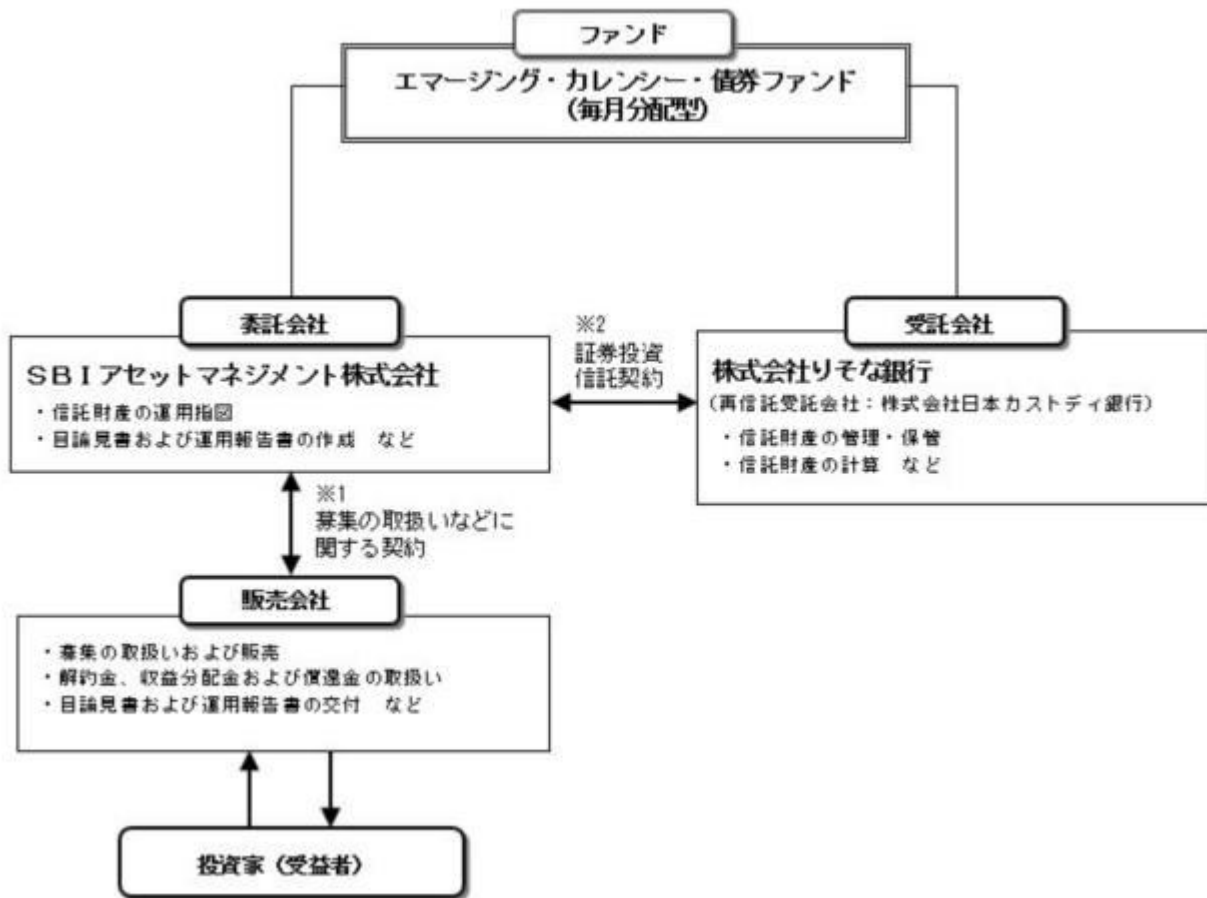 ファンド
エマージング・カレンシー・債券ファンド
(毎月分配型)
委託会社
SBIアセットマネジメント株式会社
・信託財産の運用指図
・目論見書および運用報告書の作成 など
※2
証券投資
信託契約
受託会社
株式会社りそな銀行
(再信託受託会社:株式会社日本カストディ銀行)
・信託財産の管理・保管
・信託財産の計算 など
※1
募集の取扱いなどに
関する契約
販売会社
・募集の取扱いおよび販売
・解約金、収益分配金および償還金の取扱い
・目論見書および運用報告書の交付 など
投資家(受益者)